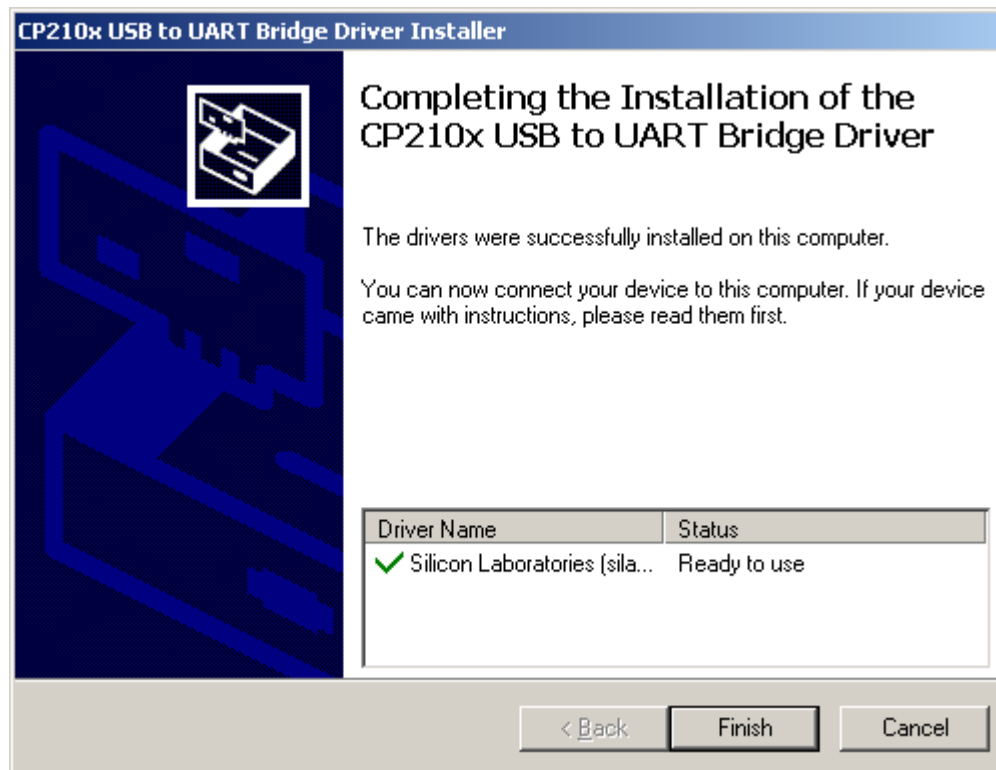 CP210x USB to UART Bridge Driver Installer
Completing the Installation of the
CP210x USB to UART Bridge Driver
The drivers were successfully installed on this computer.
You can now connect your device to this computer. If your device
came with instructions, please read them first.
Driver Name Status
Silicon Laboratories (sila... Ready to use
< Back Finish Cancel